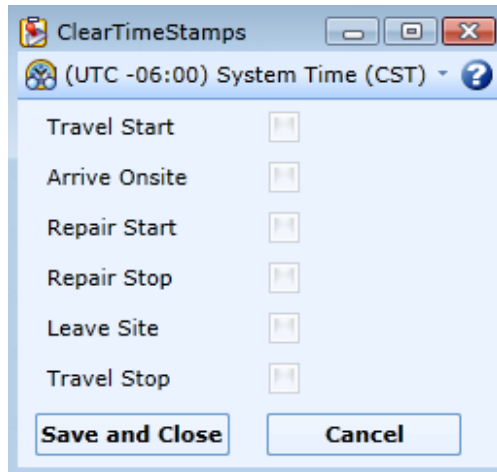 ClearTimeStamps
(UTC -06:00) System Time (CST)
Travel Start
Arrive Onsite
Repair Start
Repair Stop
Leave Site
Travel Stop
Save and Close Cancel